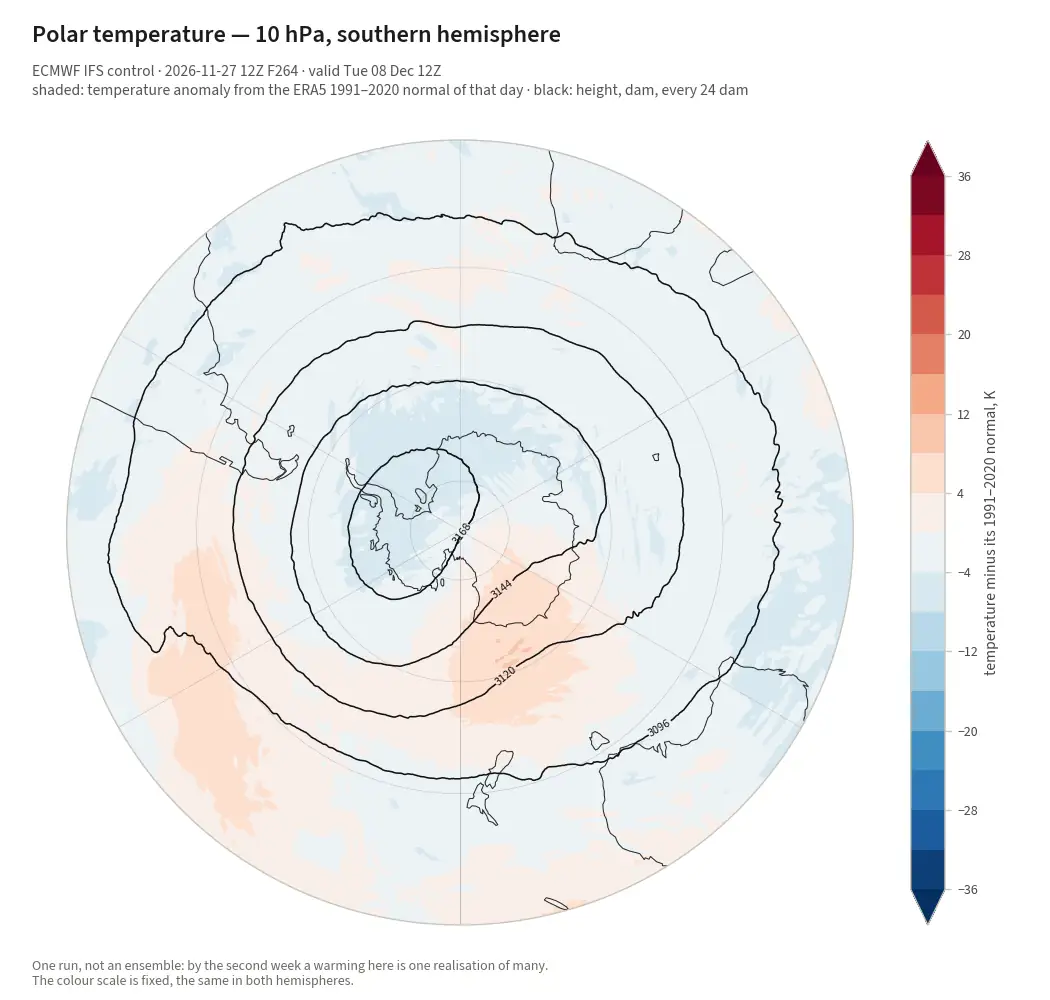 Polar temperature — 10 hPa, southern hemisphere
ECMWF IFS control · 2026-11-27 12Z F264 · valid Tue 08 Dec 12Z
shaded: temperature anomaly from the ERA5 1991–2020 normal of that day · black: height, dam, every 24 dam
36
28
20
12
4
−4
−12
−20
−28
−36
temperature minus its 1991–2020 normal, K
3168
3144
3120
3096
One run, not an ensemble: by the second week a warming here is one realisation of many.
The colour scale is fixed, the same in both hemispheres.